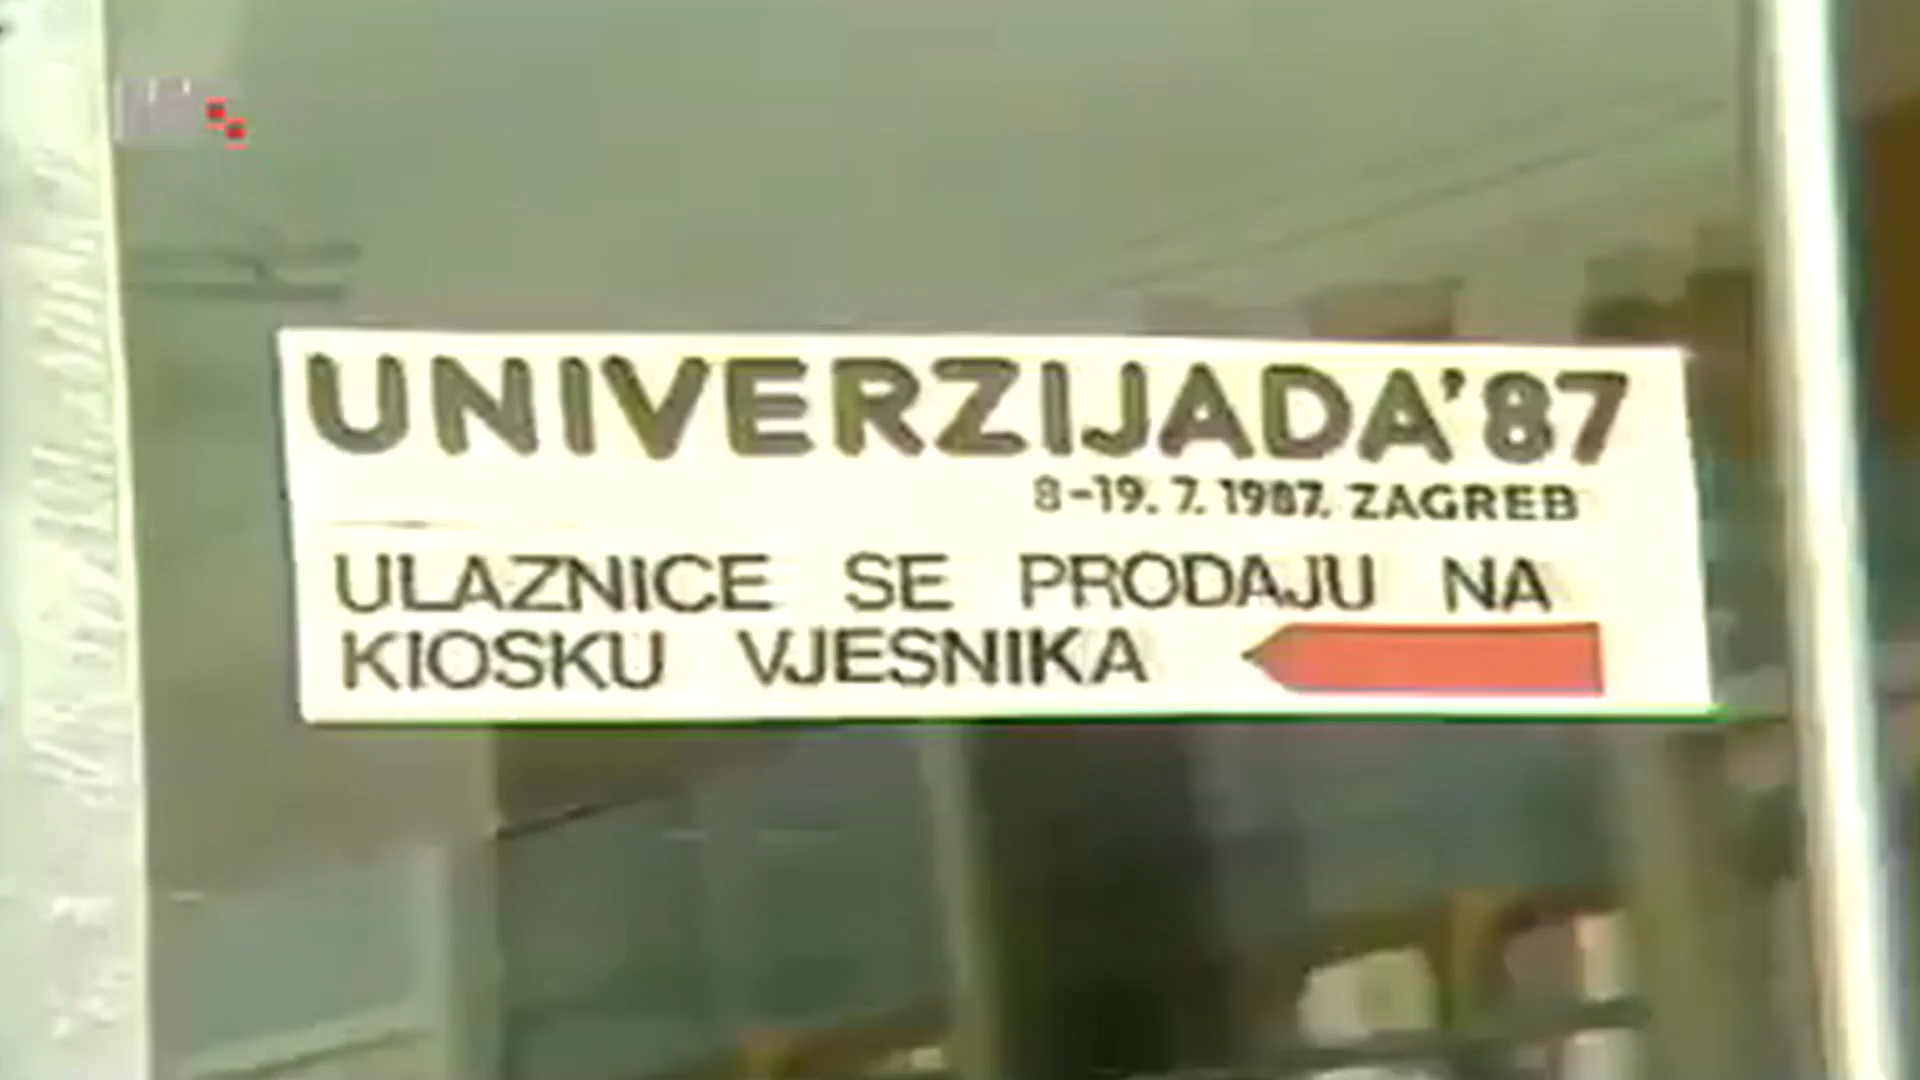 UNIVERZIJADA'87
8-19. 7. 1987. ZAGREB
ULAZNICE SE PRODAJU NA
KIOSKU VJESNIKA